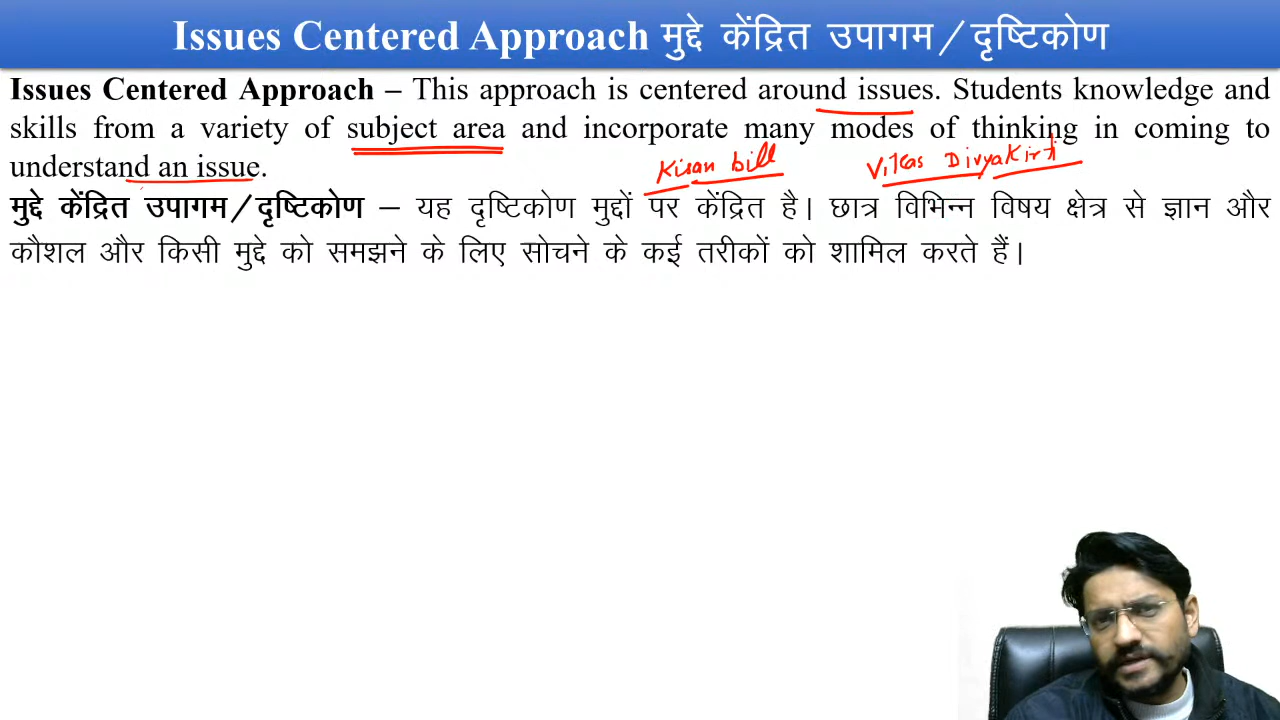 Issues Centered Approach मुद्दे केंद्रित उपागम/दृष्टिकोण
Issues Centered Approach – This approach is centered around issues. Students knowledge and
skills from a variety of subject area and incorporate many modes of thinking in coming to
understand an issue.
Kisan bill
Vikas Divyakirti
मुद्दे केंद्रित उपागम/दृष्टिकोण – यह दृष्टिकोण मुद्दों पर केंद्रित है। छात्र विभिन्न विषय क्षेत्र से ज्ञान और
कौशल और किसी मुद्दे को समझने के लिए सोचने के कई तरीकों को शामिल करते हैं।